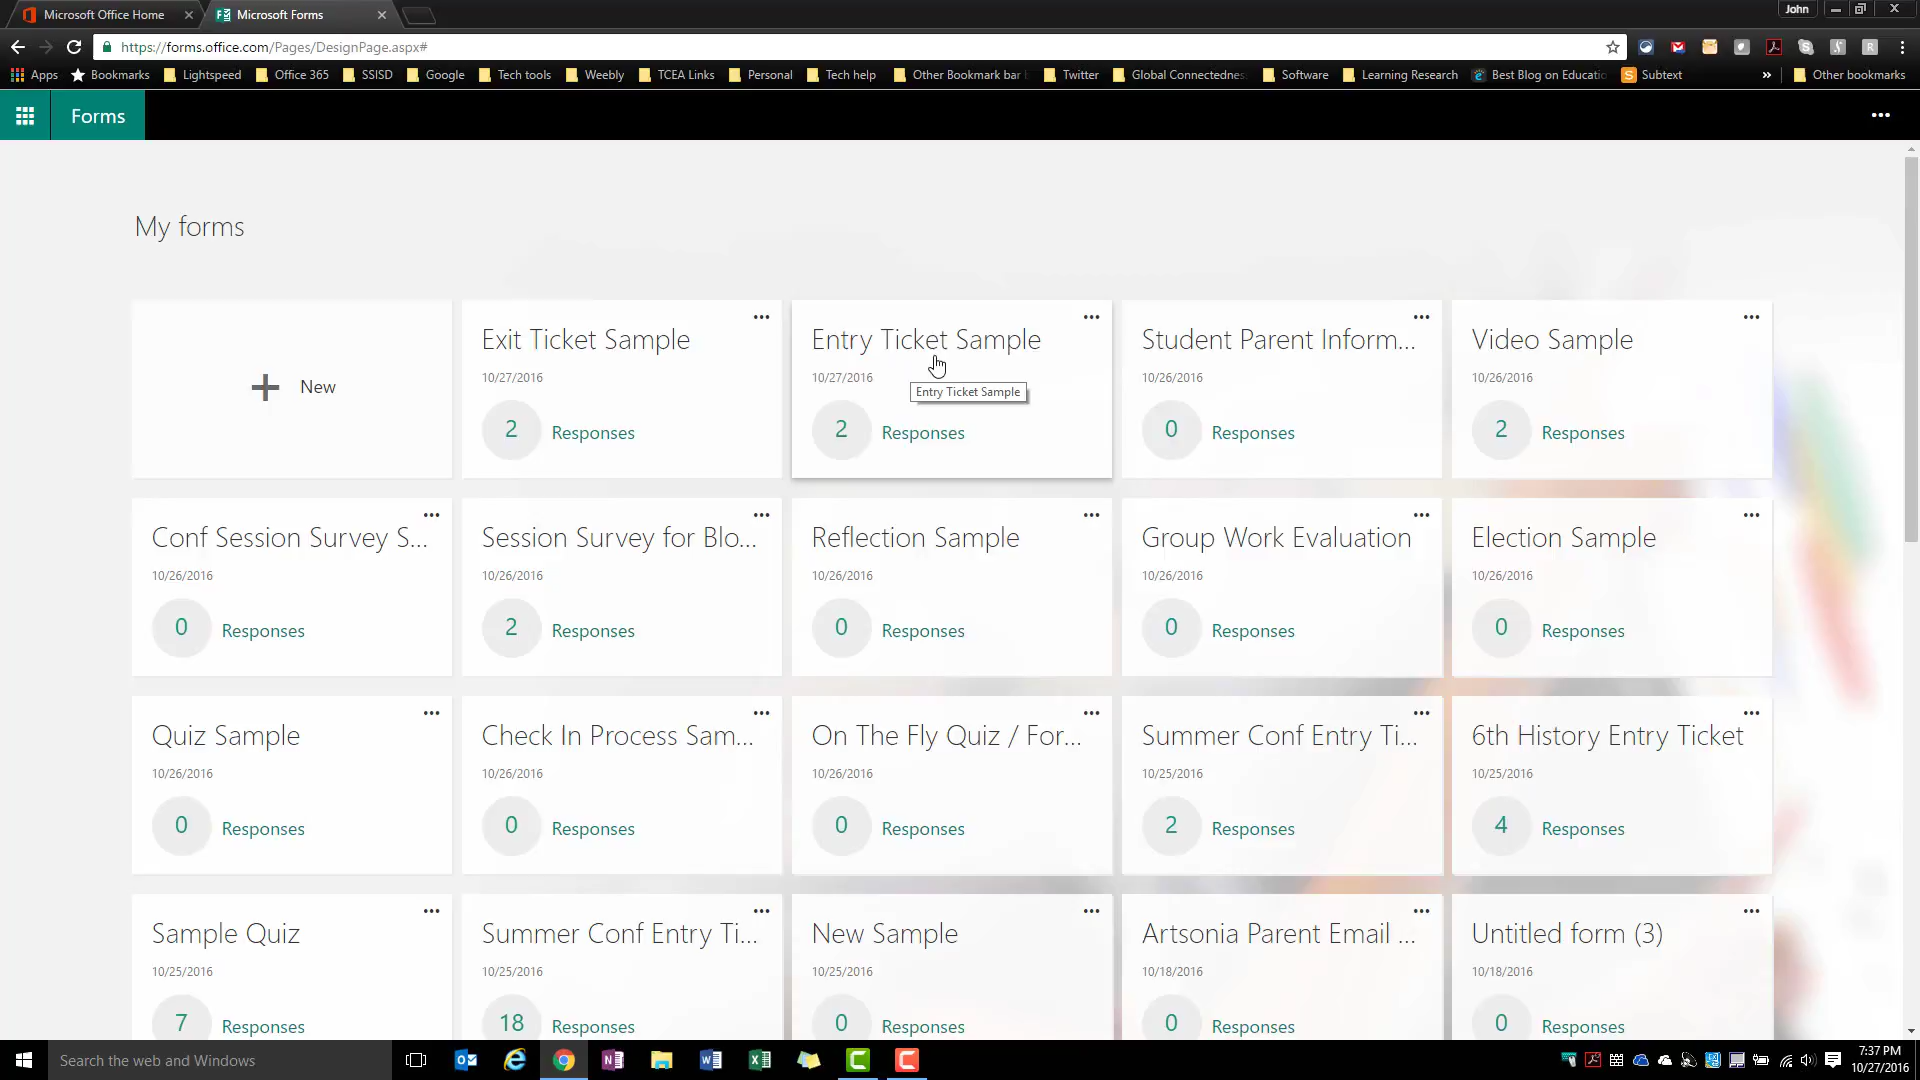 Microsoft Office Home
Microsoft Forms
John
https://forms.office.com/Pages/DesignPage.aspx#
Apps
Bookmarks
Lightspeed
Office 365
SSISD
Google
Tech tools
Weebly
TCEA Links
Personal
Tech help
Other Bookmark bar
Twitter
Global Connectednes
Software
Learning Research
Best Blog on Educatio
Subtext
»
Other bookmarks
Forms
My forms
New
Exit Ticket Sample
10/27/2016
2 Responses
Entry Ticket Sample
10/27/2016
Entry Ticket Sample
2 Responses
Student Parent Inform...
10/26/2016
0 Responses
Video Sample
10/26/2016
2 Responses
Conf Session Survey S...
10/26/2016
0 Responses
Session Survey for Blo...
10/26/2016
2 Responses
Reflection Sample
10/26/2016
0 Responses
Group Work Evaluation
10/26/2016
0 Responses
Election Sample
10/26/2016
0 Responses
Quiz Sample
10/26/2016
0 Responses
Check In Process Sam...
10/26/2016
0 Responses
On The Fly Quiz / For...
10/26/2016
0 Responses
Summer Conf Entry Ti...
10/25/2016
2 Responses
6th History Entry Ticket
10/25/2016
4 Responses
Sample Quiz
10/25/2016
7 Responses
Summer Conf Entry Ti...
10/25/2016
18 Responses
New Sample
10/25/2016
0 Responses
Artsonia Parent Email ...
10/18/2016
0 Responses
Untitled form (3)
10/18/2016
0 Responses
Search the web and Windows
7:37 PM
10/27/2016